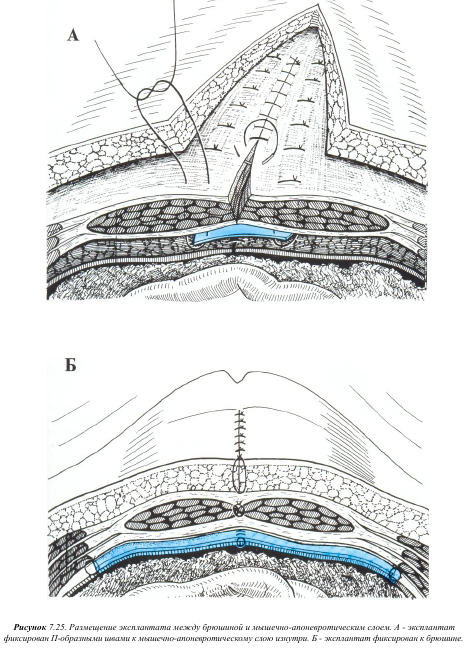 А
Б
Рисунок 7.25. Размещение эксплантата между брюшиной и мышечно-апоневротическим слоем. А - эксплантат
фиксирован П-образными швами к мышечно-апоневротическому слою изнутри. Б - эксплантат фиксирован к брюшине.